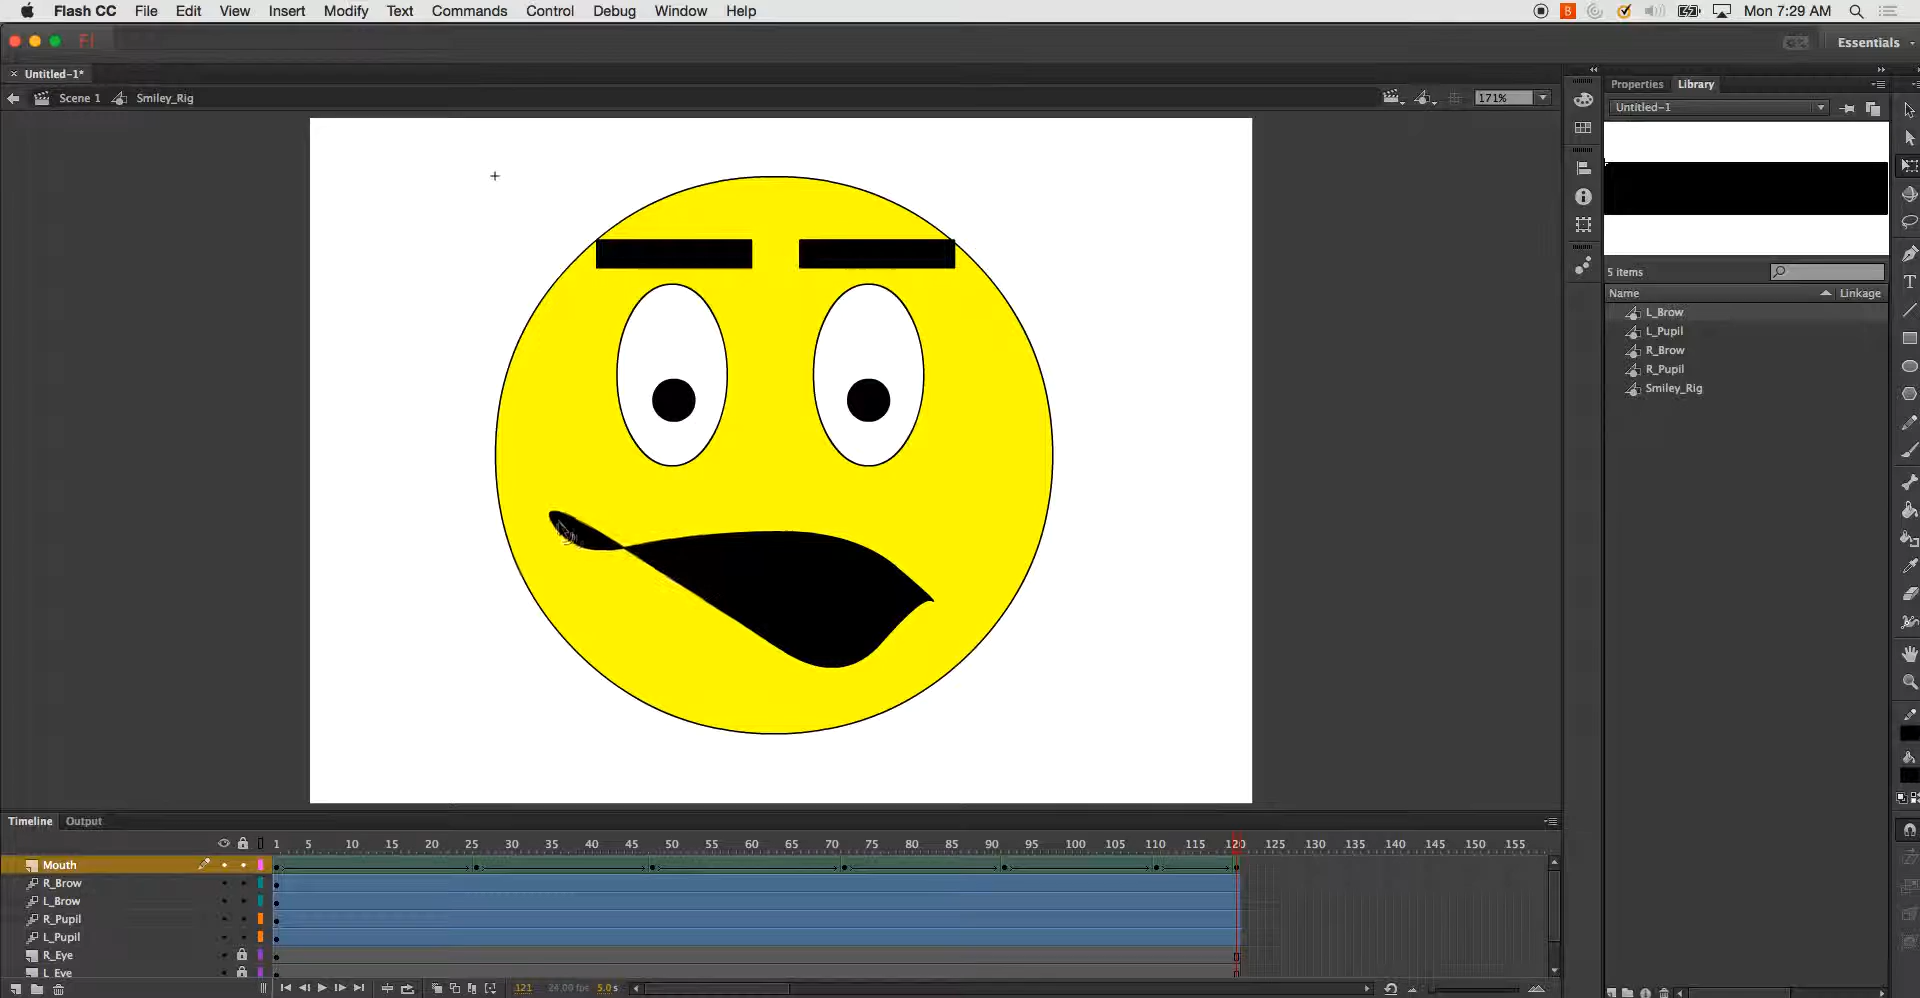 Flash CC File Edit View Insert Modify Text Commands Control Debug Window Help B Mon 7:29 AM
Fl Essentials
Untitled-1*
Properties Library
Scene 1 Smiley_Rig 171%
Untitled-1
5 items
Name Linkage
L_Brow
L_Pupil
R_Brow
R_Pupil
Smiley_Rig
T
Timeline Output
1 5 10 15 20 25 30 35 40 45 50 55 60 65 70 75 80 85 90 95 100 105 110 115 120 125 130 135 140 145 150 155
Mouth
R_Brow
L_Brow
R_Pupil
L_Pupil
R_Eye
L_Eye
121 24.00 fps 5.0 s